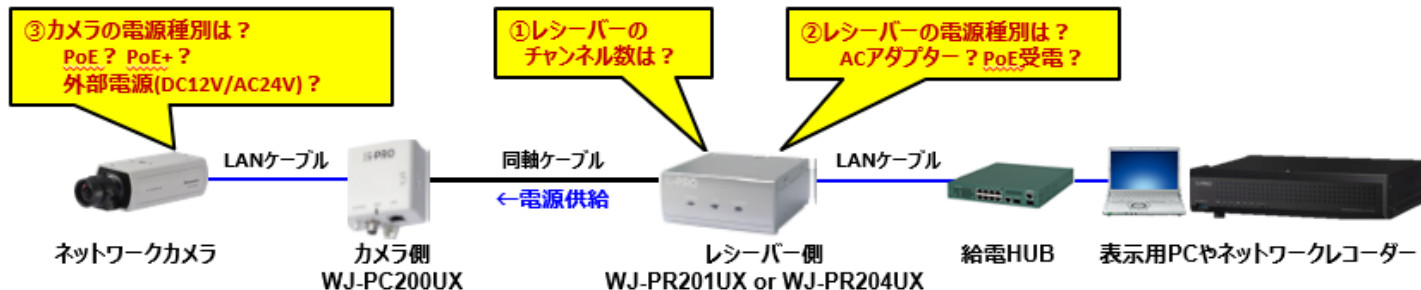 ③カメラの電源種別は？
PoE？ PoE+？
外部電源(DC12V/AC24V)？
①レシーバーの
チャンネル数は？
②レシーバーの電源種別は？
ACアダプター？PoE受電？
LANケーブル
同軸ケーブル
LANケーブル
←電源供給
i-PRO
i-PRO
ネットワークカメラ
カメラ側
WJ-PC200UX
レシーバー側
WJ-PR201UX or WJ-PR204UX
給電HUB
表示用PCやネットワークレコーダー